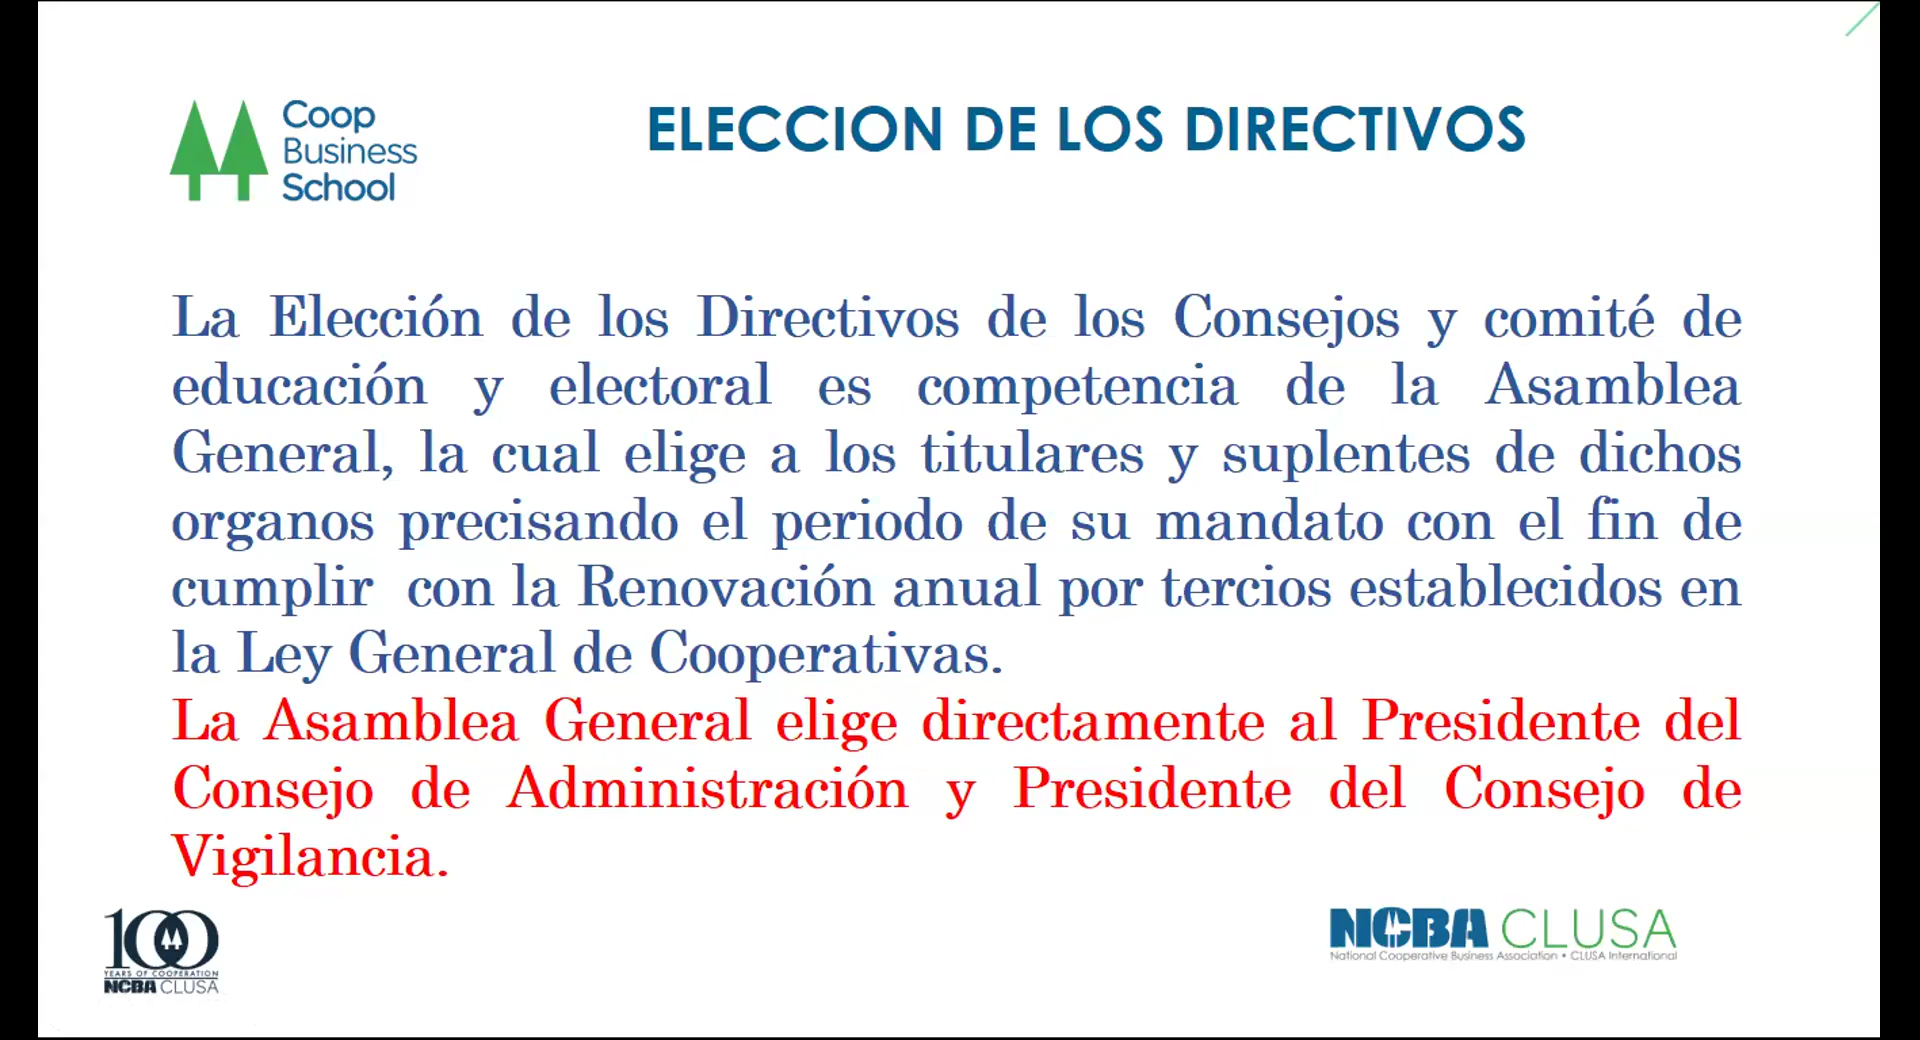 Coop
Business
School
ELECCION DE LOS DIRECTIVOS
La Elección de los Directivos de los Consejos y comité de
educación y electoral es competencia de la Asamblea
General, la cual elige a los titulares y suplentes de dichos
organos precisando el periodo de su mandato con el fin de
cumplir con la Renovación anual por tercios establecidos en
la Ley General de Cooperativas.
La Asamblea General elige directamente al Presidente del
Consejo de Administración y Presidente del Consejo de
Vigilancia.
100
YEARS OF COOPERATION
NCBA CLUSA
NCBA CLUSA
National Cooperative Business Association • CLUSA International